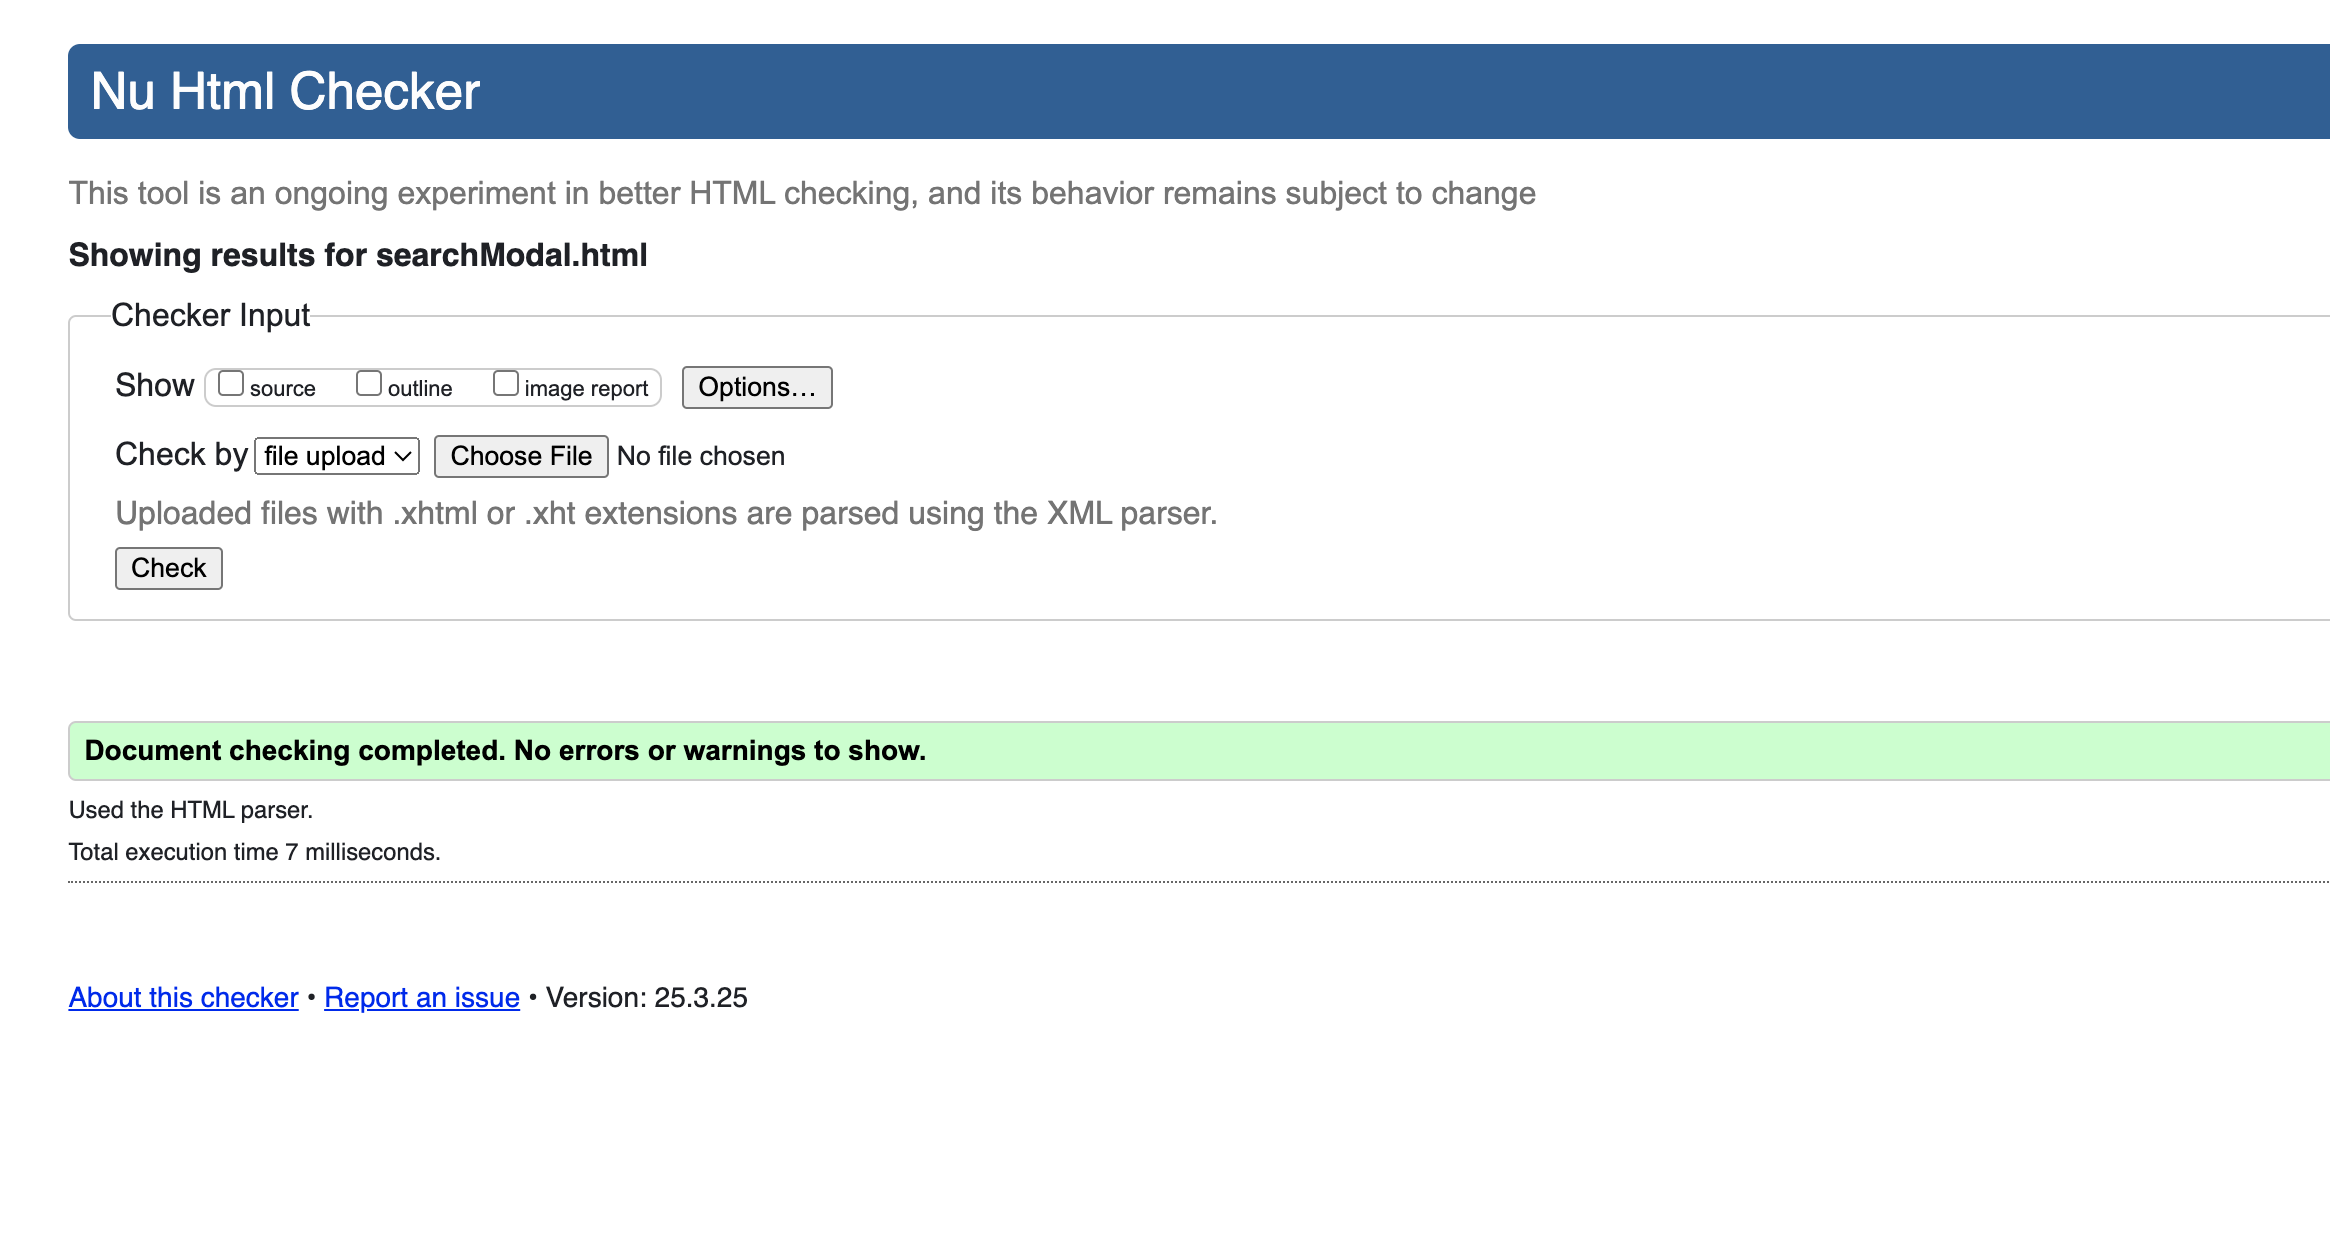 Nu Html Checker
This tool is an ongoing experiment in better HTML checking, and its behavior remains subject to change
Showing results for searchModal.html
Checker Input
Show source outline image report Options…
Check by file upload Choose File No file chosen
Uploaded files with .xhtml or .xht extensions are parsed using the XML parser.
Check
Document checking completed. No errors or warnings to show.
Used the HTML parser.
Total execution time 7 milliseconds.
About this checker • Report an issue • Version: 25.3.25